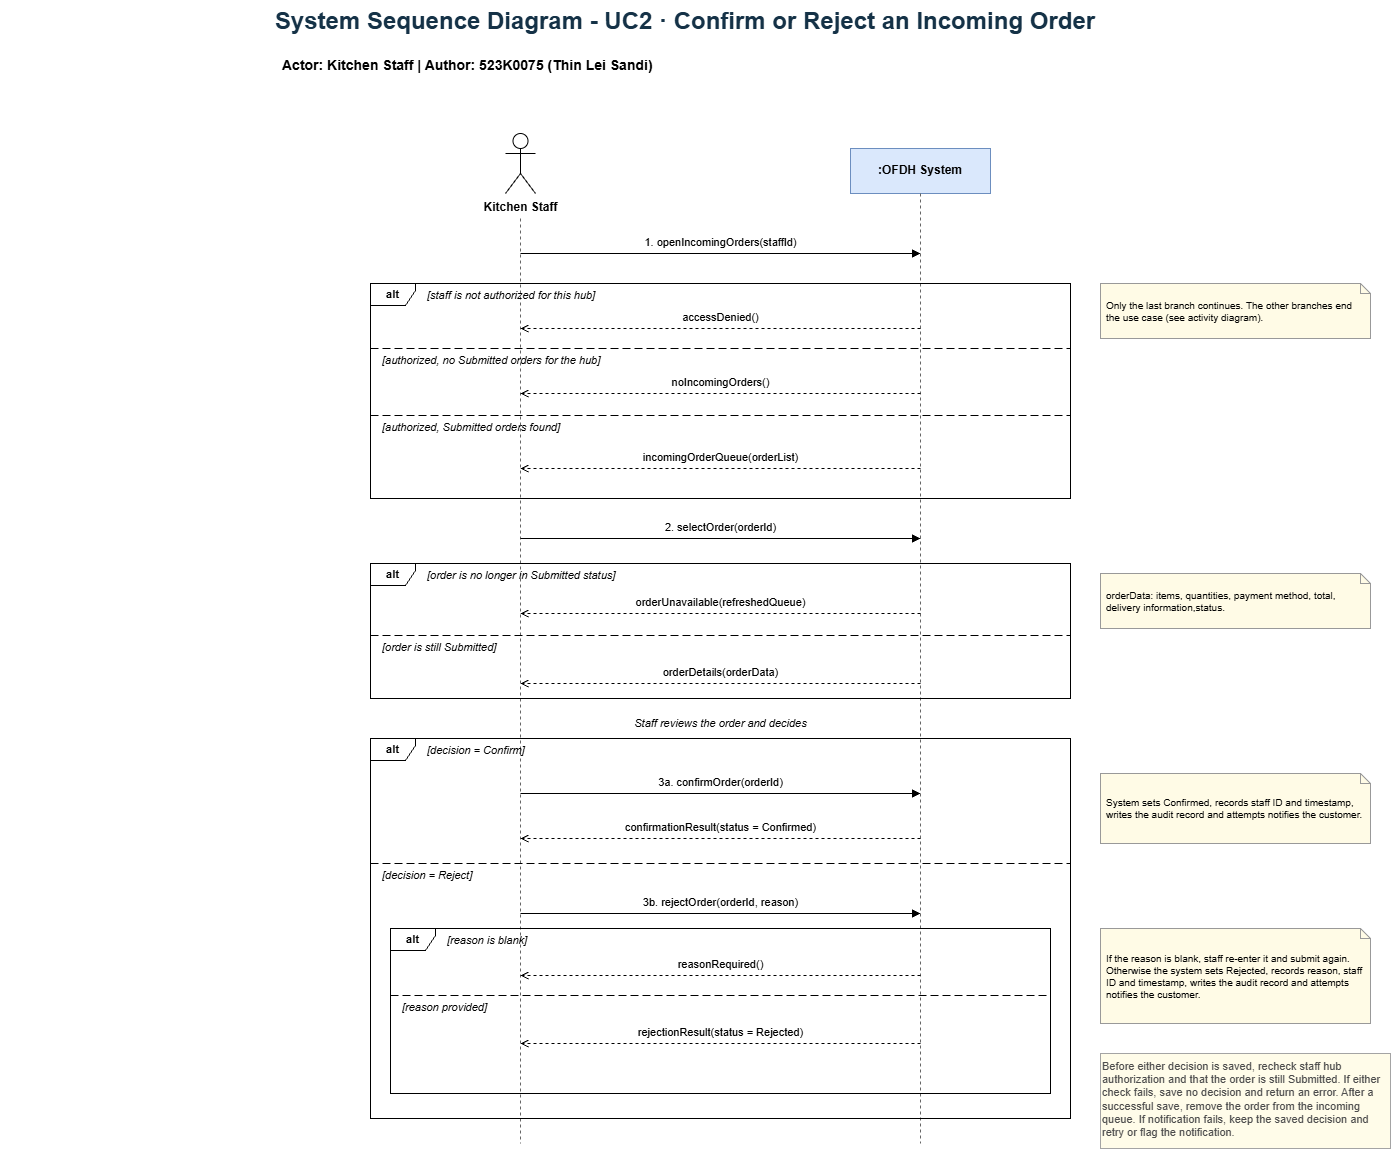 System Sequence Diagram - UC2 · Confirm or Reject an Incoming Order
Actor: Kitchen Staff | Author: 523K0075 (Thin Lei Sandi)
:OFDH System
Kitchen Staff
1. openIncomingOrders(staffId)
alt
[staff is not authorized for this hub]
accessDenied()
Only the last branch continues. The other branches end
the use case (see activity diagram).
[authorized, no Submitted orders for the hub]
noIncomingOrders()
[authorized, Submitted orders found]
incomingOrderQueue(orderList)
2. selectOrder(orderId)
alt
[order is no longer in Submitted status]
orderUnavailable(refreshedQueue)
orderData: items, quantities, payment method, total,
delivery information,status.
[order is still Submitted]
orderDetails(orderData)
Staff reviews the order and decides
alt
[decision = Confirm]
3a. confirmOrder(orderId)
confirmationResult(status = Confirmed)
System sets Confirmed, records staff ID and timestamp,
writes the audit record and attempts notifies the customer.
[decision = Reject]
3b. rejectOrder(orderId, reason)
alt
[reason is blank]
reasonRequired()
[reason provided]
rejectionResult(status = Rejected)
If the reason is blank, staff re-enter it and submit again.
Otherwise the system sets Rejected, records reason, staff
ID and timestamp, writes the audit record and attempts
notifies the customer.
Before either decision is saved, recheck staff hub
authorization and that the order is still Submitted. If either
check fails, save no decision and return an error. After a
successful save, remove the order from the incoming
queue. If notification fails, keep the saved decision and
retry or flag the notification.